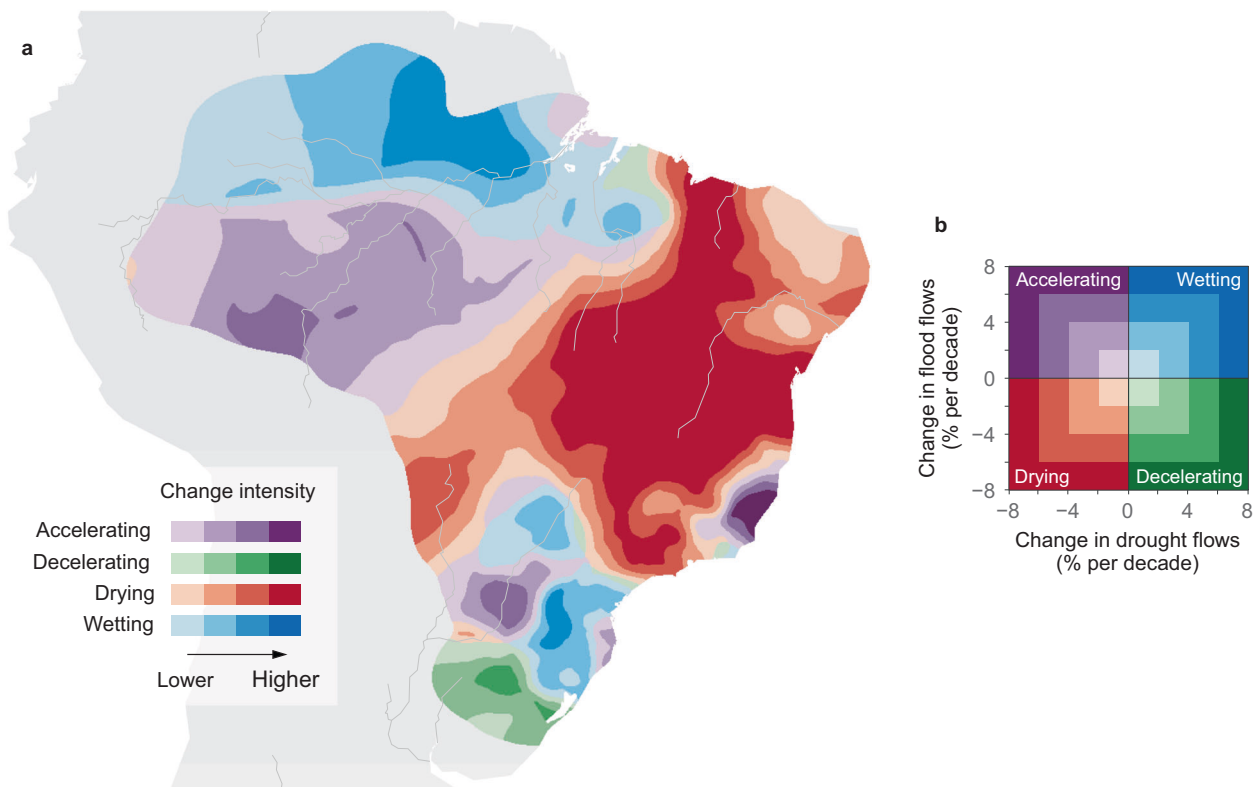 a
Change intensity
Accelerating
Decelerating
Drying
Wetting
Lower
Higher
b
Change in flood flows
(% per decade)
8
4
0
−4
−8
Accelerating
Wetting
Drying
Decelerating
−8
−4
0
4
8
Change in drought flows
(% per decade)